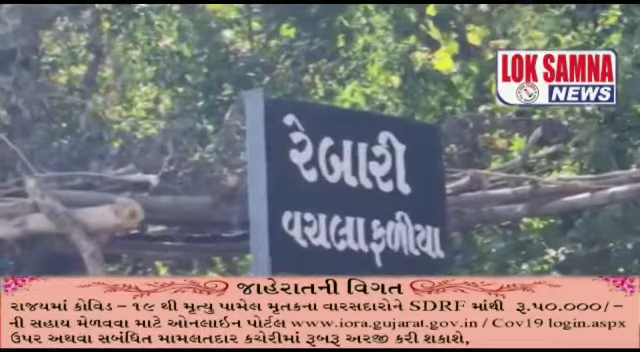 LOK SAMNA
NEWS
રેબારી
વચલાફળીયા
જાહેરાતની વિગત
રાજયમાં કોવિડ – ૧૯ થી મૃત્યુ પામેલ મૃતકના વારસદારોને SDRF માંથી રૂ.૫૦.૦૦૦/-
ની સહાય મેળવવા માટે ઓનલાઇન પોર્ટલ www.iora.gujarat.gov.in / Cov19 login.aspx
ઉપર અથવા સબંધિત મામલતદાર કચેરીમાં રૂબરૂ અરજી કરી શકાશે,